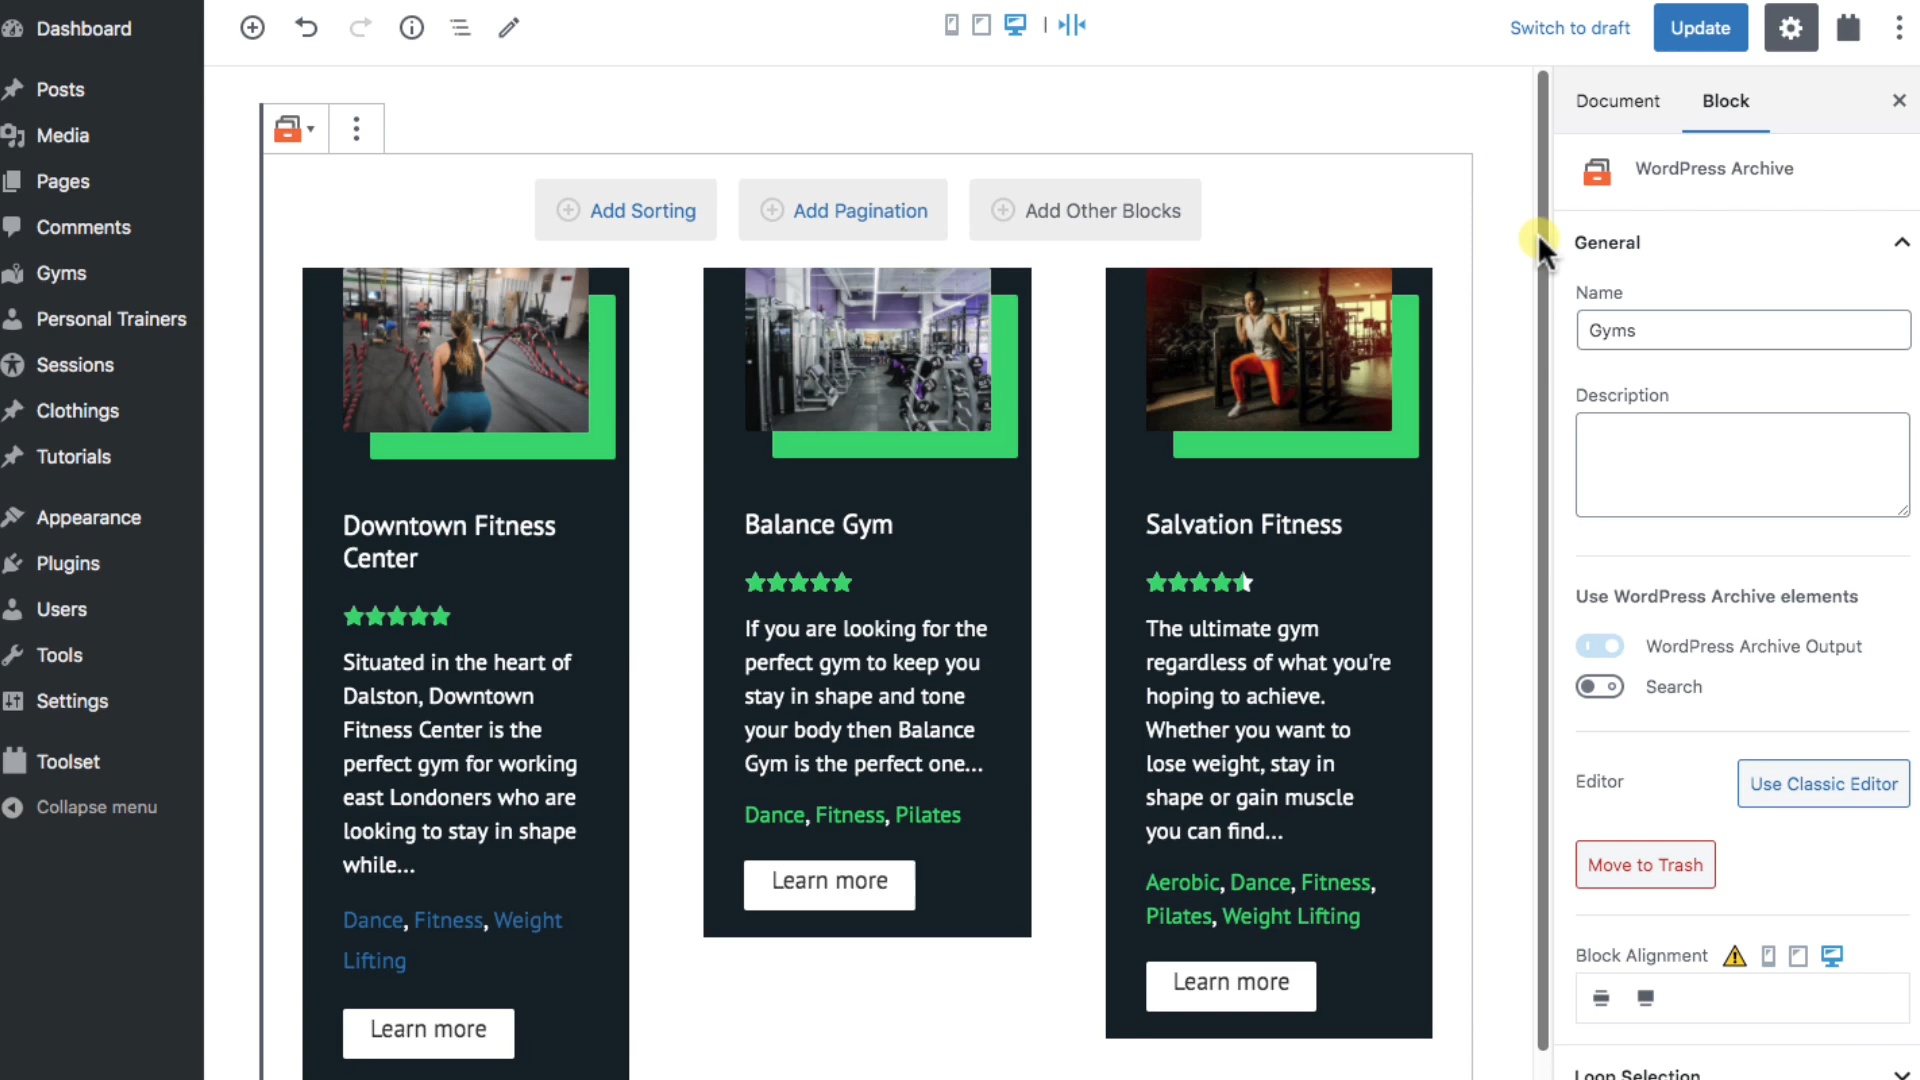 Dashboard
Posts
Media
Pages
Comments
Gyms
Personal Trainers
Sessions
Clothings
Tutorials
Appearance
Plugins
Users
Tools
Settings
Toolset
Collapse menu
Switch to draft
Update
Add Sorting
Add Pagination
Add Other Blocks
Downtown Fitness
Center
Situated in the heart of
Dalston, Downtown
Fitness Center is the
perfect gym for working
east Londoners who are
looking to stay in shape
while...
Dance, Fitness, Weight
Lifting
Learn more
Balance Gym
If you are looking for the
perfect gym to keep you
stay in shape and tone
your body then Balance
Gym is the perfect one...
Dance, Fitness, Pilates
Learn more
Salvation Fitness
The ultimate gym
regardless of what you're
hoping to achieve.
Whether you want to
lose weight, stay in
shape or gain muscle
you can find...
Aerobic, Dance, Fitness,
Pilates, Weight Lifting
Learn more
Document
Block
WordPress Archive
General
Name
Gyms
Description
Use WordPress Archive elements
WordPress Archive Output
Search
Editor
Use Classic Editor
Move to Trash
Block Alignment
Loop Selection